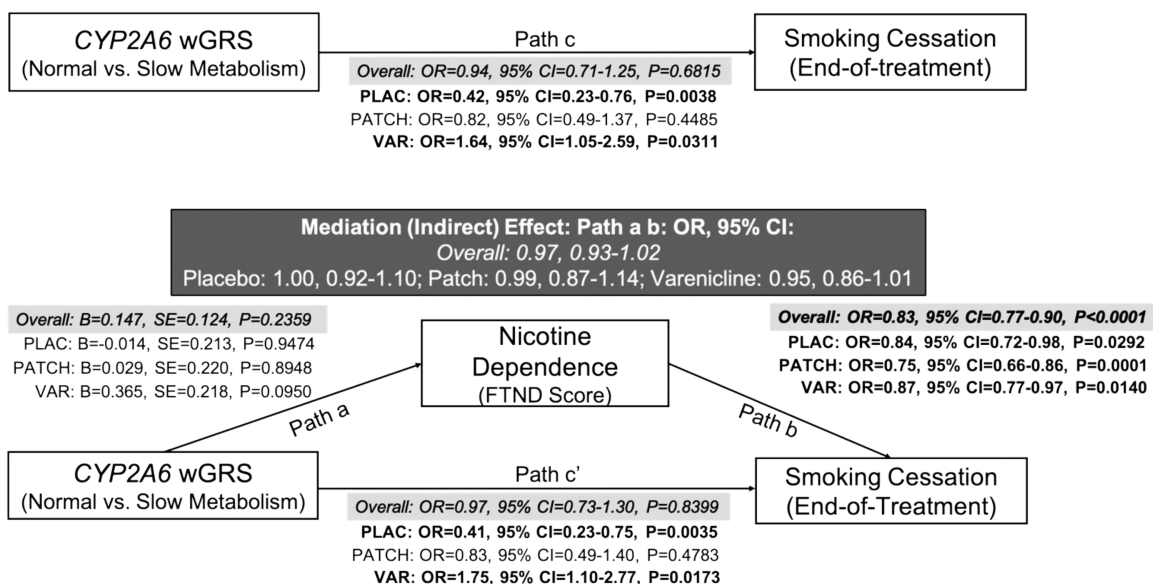 CYP2A6 wGRS
(Normal vs. Slow Metabolism)
Path c
Smoking Cessation
(End-of-treatment)
Overall: OR=0.94, 95% CI=0.71-1.25, P=0.6815
PLAC: OR=0.42, 95% CI=0.23-0.76, P=0.0038
PATCH: OR=0.82, 95% CI=0.49-1.37, P=0.4485
VAR: OR=1.64, 95% CI=1.05-2.59, P=0.0311
Mediation (Indirect) Effect: Path a b: OR, 95% CI:
Overall: 0.97, 0.93-1.02
Placebo: 1.00, 0.92-1.10; Patch: 0.99, 0.87-1.14; Varenicline: 0.95, 0.86-1.01
Overall: B=0.147, SE=0.124, P=0.2359
PLAC: B=-0.014, SE=0.213, P=0.9474
PATCH: B=0.029, SE=0.220, P=0.8948
VAR: B=0.365, SE=0.218, P=0.0950
Path a
Nicotine
Dependence
(FTND Score)
Overall: OR=0.83, 95% CI=0.77-0.90, P<0.0001
PLAC: OR=0.84, 95% CI=0.72-0.98, P=0.0292
PATCH: OR=0.75, 95% CI=0.66-0.86, P=0.0001
VAR: OR=0.87, 95% CI=0.77-0.97, P=0.0140
Path b
CYP2A6 wGRS
(Normal vs. Slow Metabolism)
Path c’
Smoking Cessation
(End-of-Treatment)
Overall: OR=0.97, 95% CI=0.73-1.30, P=0.8399
PLAC: OR=0.41, 95% CI=0.23-0.75, P=0.0035
PATCH: OR=0.83, 95% CI=0.49-1.40, P=0.4783
VAR: OR=1.75, 95% CI=1.10-2.77, P=0.0173